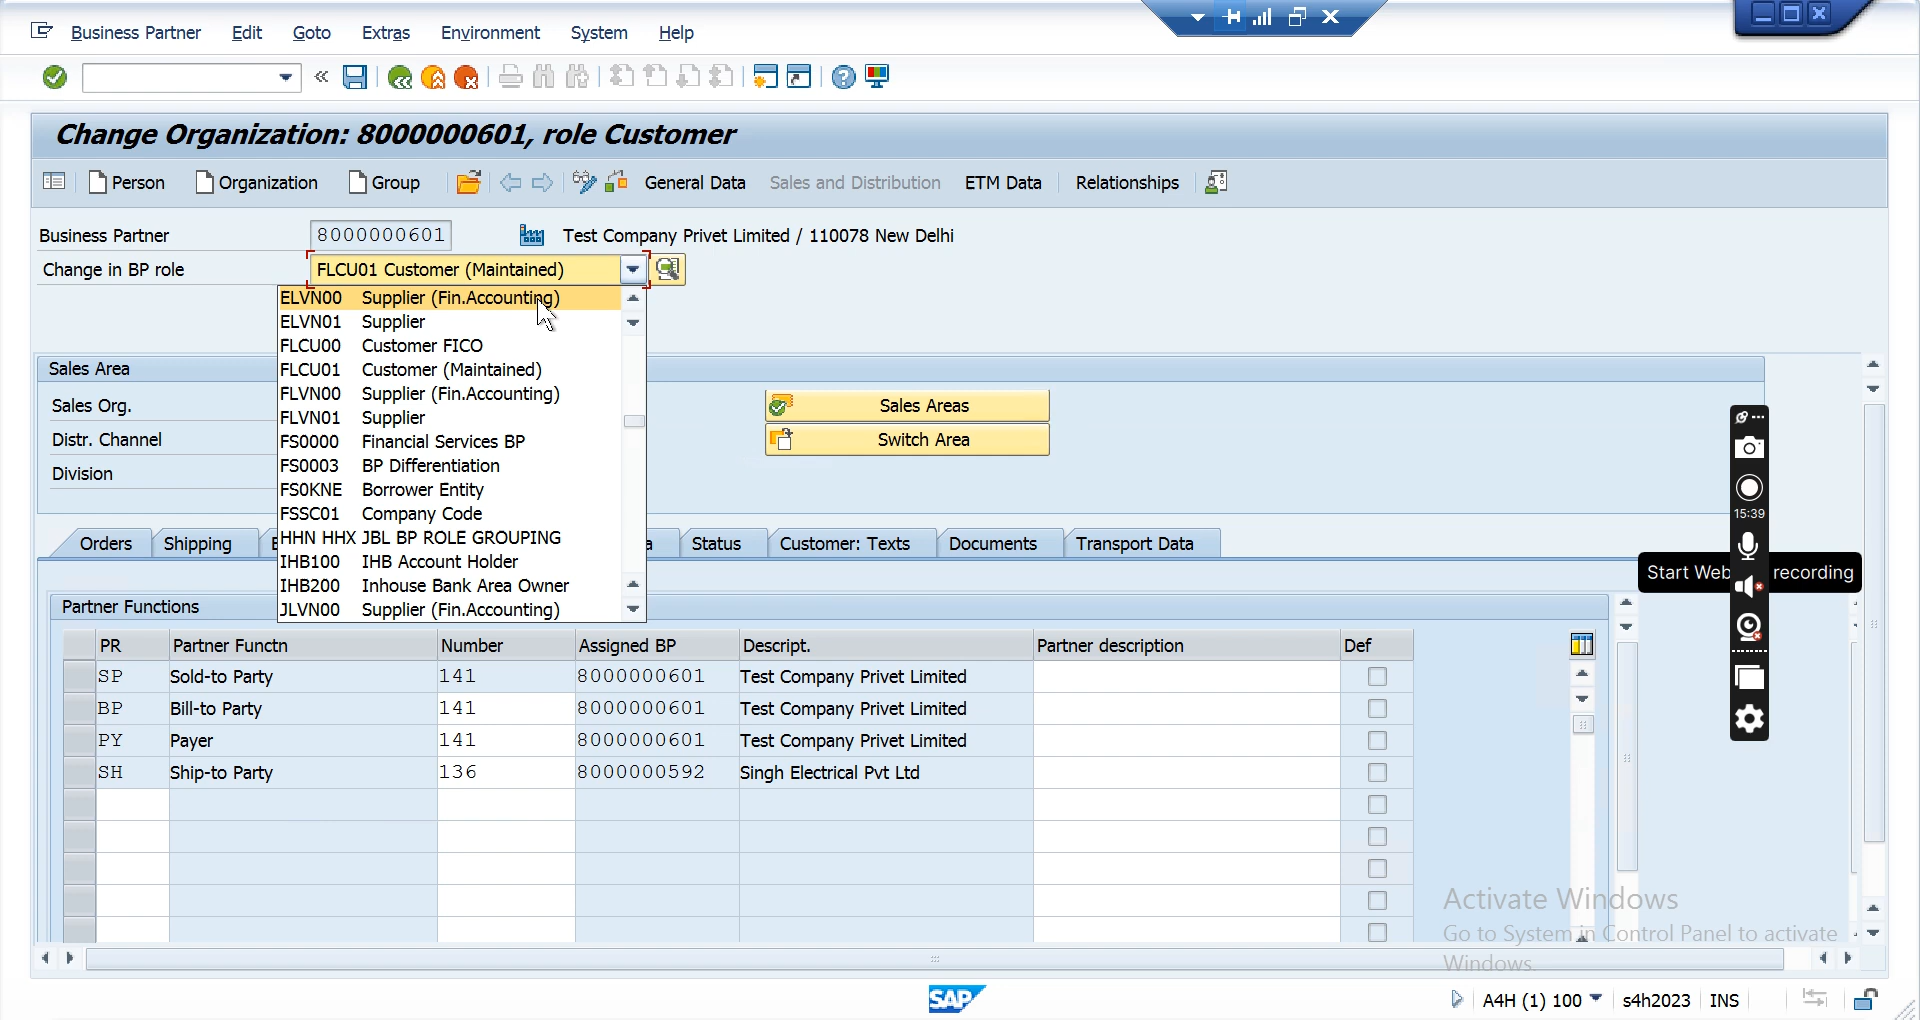 Business Partner Edit Goto Extras Environment System Help
Change Organization: 8000000601, role Customer
Person Organization Group General Data Sales and Distribution ETM Data Relationships
Business Partner 8000000601 Test Company Privet Limited / 110078 New Delhi
Change in BP role FLCU01 Customer (Maintained)
ELVN00 Supplier (Fin.Accounting)
ELVN01 Supplier
FLCU00 Customer FICO
FLCU01 Customer (Maintained)
FLVN00 Supplier (Fin.Accounting)
FLVN01 Supplier
FS0000 Financial Services BP
FS0003 BP Differentiation
FS0KNE Borrower Entity
FSSC01 Company Code
HHN HHX JBL BP ROLE GROUPING
IHB100 IHB Account Holder
IHB200 Inhouse Bank Area Owner
JLVN00 Supplier (Fin.Accounting)
Sales Area
Sales Org.
Distr. Channel
Division
Sales Areas
Switch Area
15:39
Start Web recording
Orders Shipping Status Customer: Texts Documents Transport Data
Partner Functions
PR Partner Functn Number Assigned BP Descript. Partner description Def
SP Sold-to Party 141 8000000601 Test Company Privet Limited
BP Bill-to Party 141 8000000601 Test Company Privet Limited
PY Payer 141 8000000601 Test Company Privet Limited
SH Ship-to Party 136 8000000592 Singh Electrical Pvt Ltd
Activate Windows
Go to System in Control Panel to activate
Windows.
SAP A4H (1) 100 s4h2023 INS